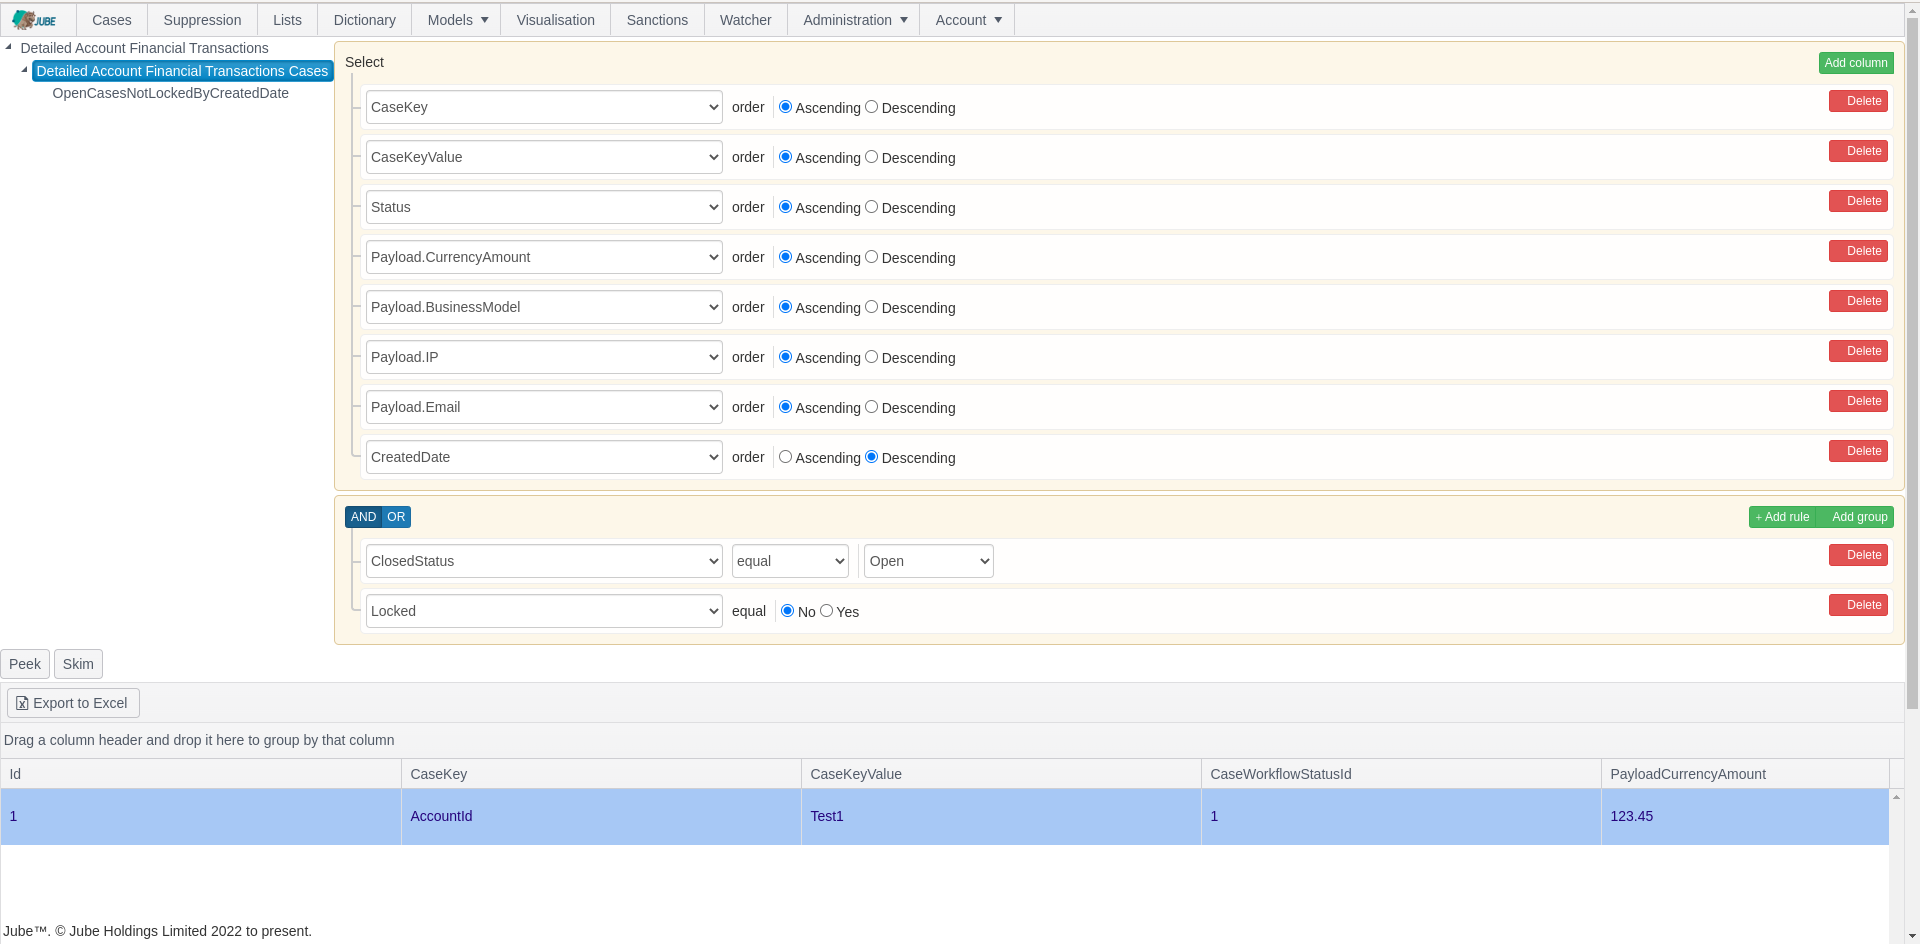 JUBE Cases Suppression Lists Dictionary Models Visualisation Sanctions Watcher Administration Account
Detailed Account Financial Transactions
Detailed Account Financial Transactions Cases
OpenCasesNotLockedByCreatedDate
Select Add column
CaseKey order Ascending Descending Delete
CaseKeyValue order Ascending Descending Delete
Status order Ascending Descending Delete
Payload.CurrencyAmount order Ascending Descending Delete
Payload.BusinessModel order Ascending Descending Delete
Payload.IP order Ascending Descending Delete
Payload.Email order Ascending Descending Delete
CreatedDate order Ascending Descending Delete
AND OR + Add rule Add group
ClosedStatus equal Open Delete
Locked equal No Yes Delete
Peek Skim
Export to Excel
Drag a column header and drop it here to group by that column
Id CaseKey CaseKeyValue CaseWorkflowStatusId PayloadCurrencyAmount
1 AccountId Test1 1 123.45
Jube™. © Jube Holdings Limited 2022 to present.